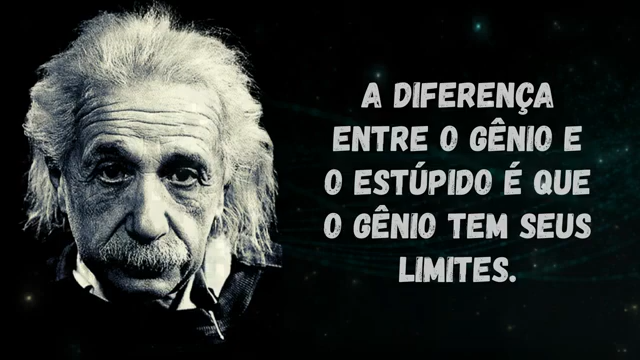 A DIFERENÇA
ENTRE O GÊNIO E
O ESTÚPIDO É QUE
O GÊNIO TEM SEUS
LIMITES.